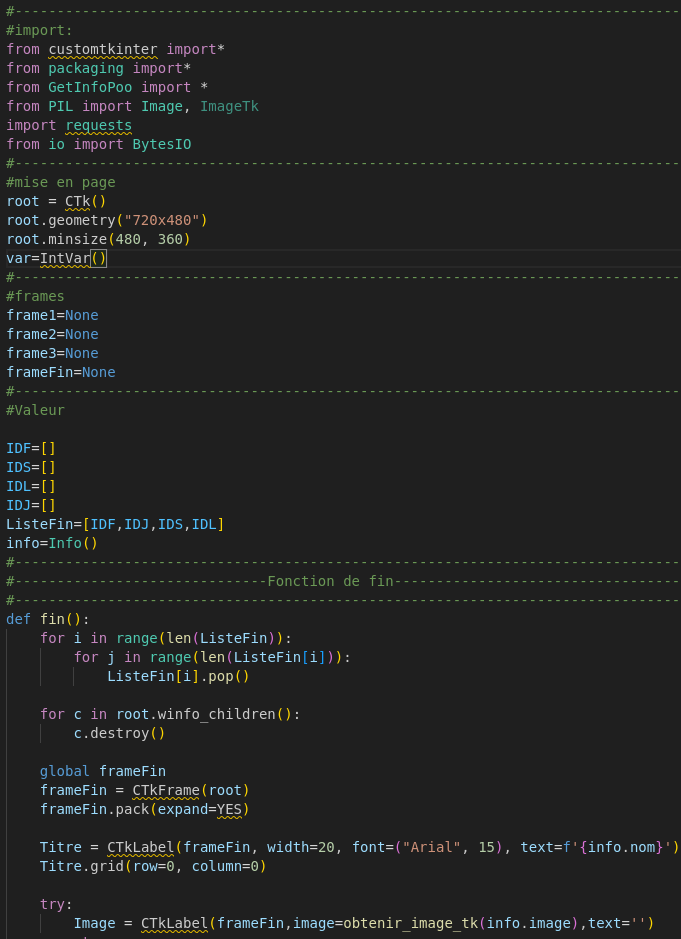 #-------------------------------------------------------------------------------
#import:
from customtkinter import*
from packaging import*
from GetInfoPoo import *
from PIL import Image, ImageTk
import requests
from io import BytesIO
#-------------------------------------------------------------------------------
#mise en page
root = CTk()
root.geometry("720x480")
root.minsize(480, 360)
var=IntVar()
#-------------------------------------------------------------------------------
#frames
frame1=None
frame2=None
frame3=None
frameFin=None
#-------------------------------------------------------------------------------
#Valeur
IDF=[]
IDS=[]
IDL=[]
IDJ=[]
ListeFin=[IDF,IDJ,IDS,IDL]
info=Info()
#-------------------------------------------------------------------------------
#------------------------------Fonction de fin----------------------------------
#-------------------------------------------------------------------------------
def fin():
    for i in range(len(ListeFin)):
        for j in range(len(ListeFin[i])):
            ListeFin[i].pop()
    for c in root.winfo_children():
        c.destroy()
    global frameFin
    frameFin = CTkFrame(root)
    frameFin.pack(expand=YES)
    Titre = CTkLabel(frameFin, width=20, font=("Arial", 15), text=f'{info.nom}')
    Titre.grid(row=0, column=0)
    try:
        Image = CTkLabel(frameFin,image=obtenir_image_tk(info.image),text='')